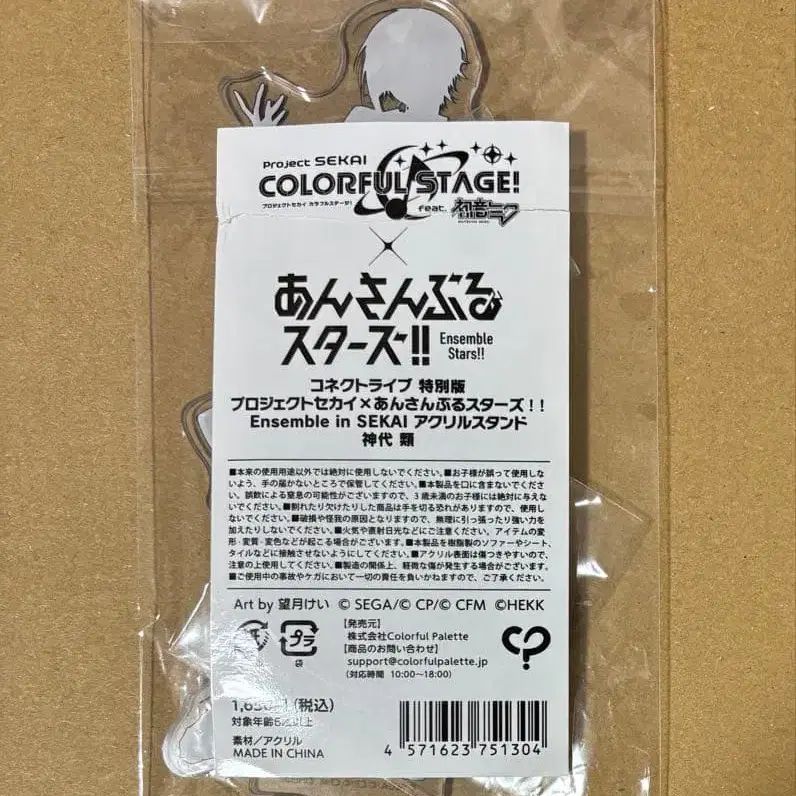 Project SEKAI
COLORFUL STAGE!
プロジェクトセカイ カラフルステージ!
feat. 初音ミク
HATSUNE MIKU
×
あんさんぶる
スターズ!!
Ensemble
Stars!!
コネクトライブ 特別版
プロジェクトセカイ×あんさんぶるスターズ!!
Ensemble in SEKAI アクリルスタンド
神代 類
■本来の使用用途以外では絶対に使用しないでください。■お子様が誤って使用しな
いよう、手の届かないところで保管してください。■本製品を口に含まないでくださ
い。誤飲による窒息の可能性がございますので、3歳未満のお子様には絶対に与えな
いでください。■割れたり欠けたりした商品は手を切る恐れがありますので、使用し
ないでください。■破損や怪我の原因となりますので、無理に引っ張ったり強い力を
加えたりしないでください。■火気や直射日光などにご注意ください。アイテムの変
形・変質・変色などが起こる場合がございます。■本製品を樹脂製のソファーやシート、
タイルなどに接触させないようにしてください。■アクリル表面は傷つきやすいので、
注意の上使用してください。■製造の関係上、軽微な傷が発生する場合がございます。
■ご使用中の事故やケガにおいて一切の責任を負いかねますので、ご了承ください。
Art by 望月けい © SEGA/© CP/© CFM ©HEKK
プラ
袋
【発売元】
株式会社Colorful Palette
【商品のお問い合わせ】
support@colorfulpalette.jp
(対応時間 10:00~18:00)
1,650円(税込)
対象年齢6歳以上
素材/アクリル
MADE IN CHINA
4 571623 751304